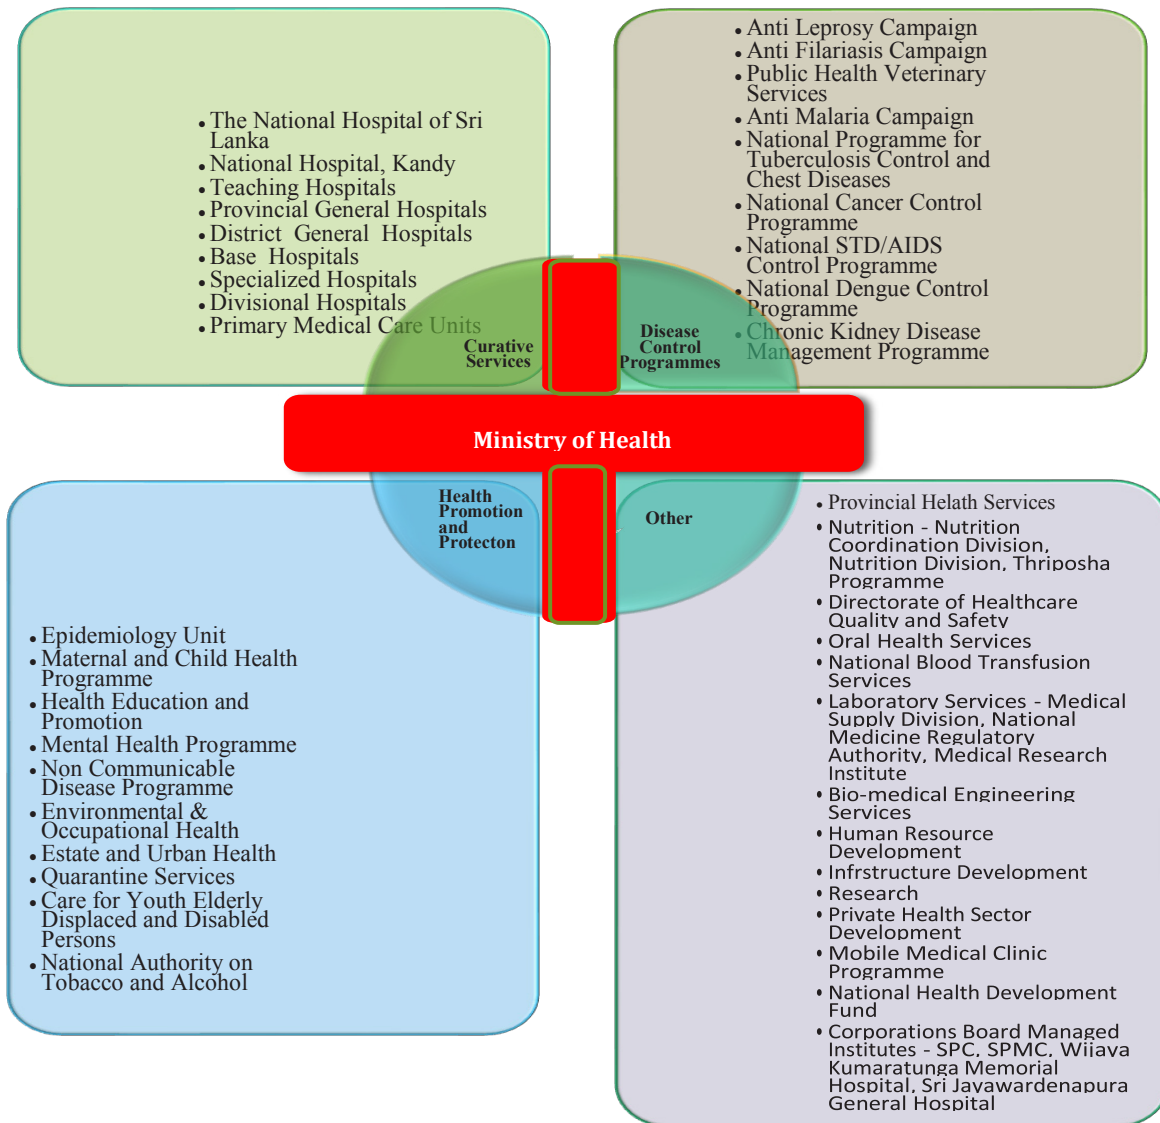 • The National Hospital of Sri
Lanka
• National Hospital, Kandy
• Teaching Hospitals
• Provincial General Hospitals
• District General Hospitals
• Base Hospitals
• Specialized Hospitals
• Divisional Hospitals
• Primary Medical Care Units
Curative
Services
• Anti Leprosy Campaign
• Anti Filariasis Campaign
• Public Health Veterinary
Services
• Anti Malaria Campaign
• National Programme for
Tuberculosis Control and
Chest Diseases
• National Cancer Control
Programme
• National STD/AIDS
Control Programme
• National Dengue Control
Programme
• Chronic Kidney Disease
Management Programme
Disease
Control
Programmes
Ministry of Health
Health
Promotion
and
Protecton
• Epidemiology Unit
• Maternal and Child Health
Programme
• Health Education and
Promotion
• Mental Health Programme
• Non Communicable
Disease Programme
• Environmental &
Occupational Health
• Estate and Urban Health
• Quarantine Services
• Care for Youth Elderly
Displaced and Disabled
Persons
• National Authority on
Tobacco and Alcohol
Other
• Provincial Helath Services
• Nutrition - Nutrition
Coordination Division,
Nutrition Division, Thriposha
Programme
• Directorate of Healthcare
Quality and Safety
• Oral Health Services
• National Blood Transfusion
Services
• Laboratory Services - Medical
Supply Division, National
Medicine Regulatory
Authority, Medical Research
Institute
• Bio-medical Engineering
Services
• Human Resource
Development
• Infrstructure Development
• Research
• Private Health Sector
Development
• Mobile Medical Clinic
Programme
• National Health Development
Fund
• Corporations Board Managed
Institutes - SPC, SPMC, Wijaya
Kumaratunga Memorial
Hospital, Sri Jayawardenapura
General Hospital